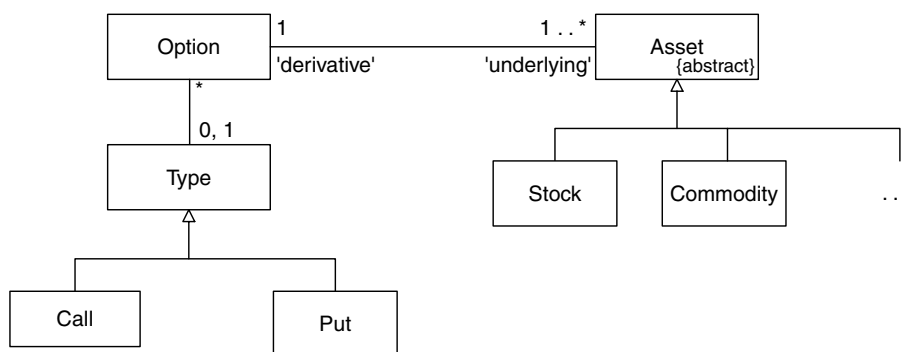 Option
1
1 . . *
Asset
{abstract}
'derivative'
'underlying'
*
0, 1
Type
Stock
Commodity
. .
Call
Put